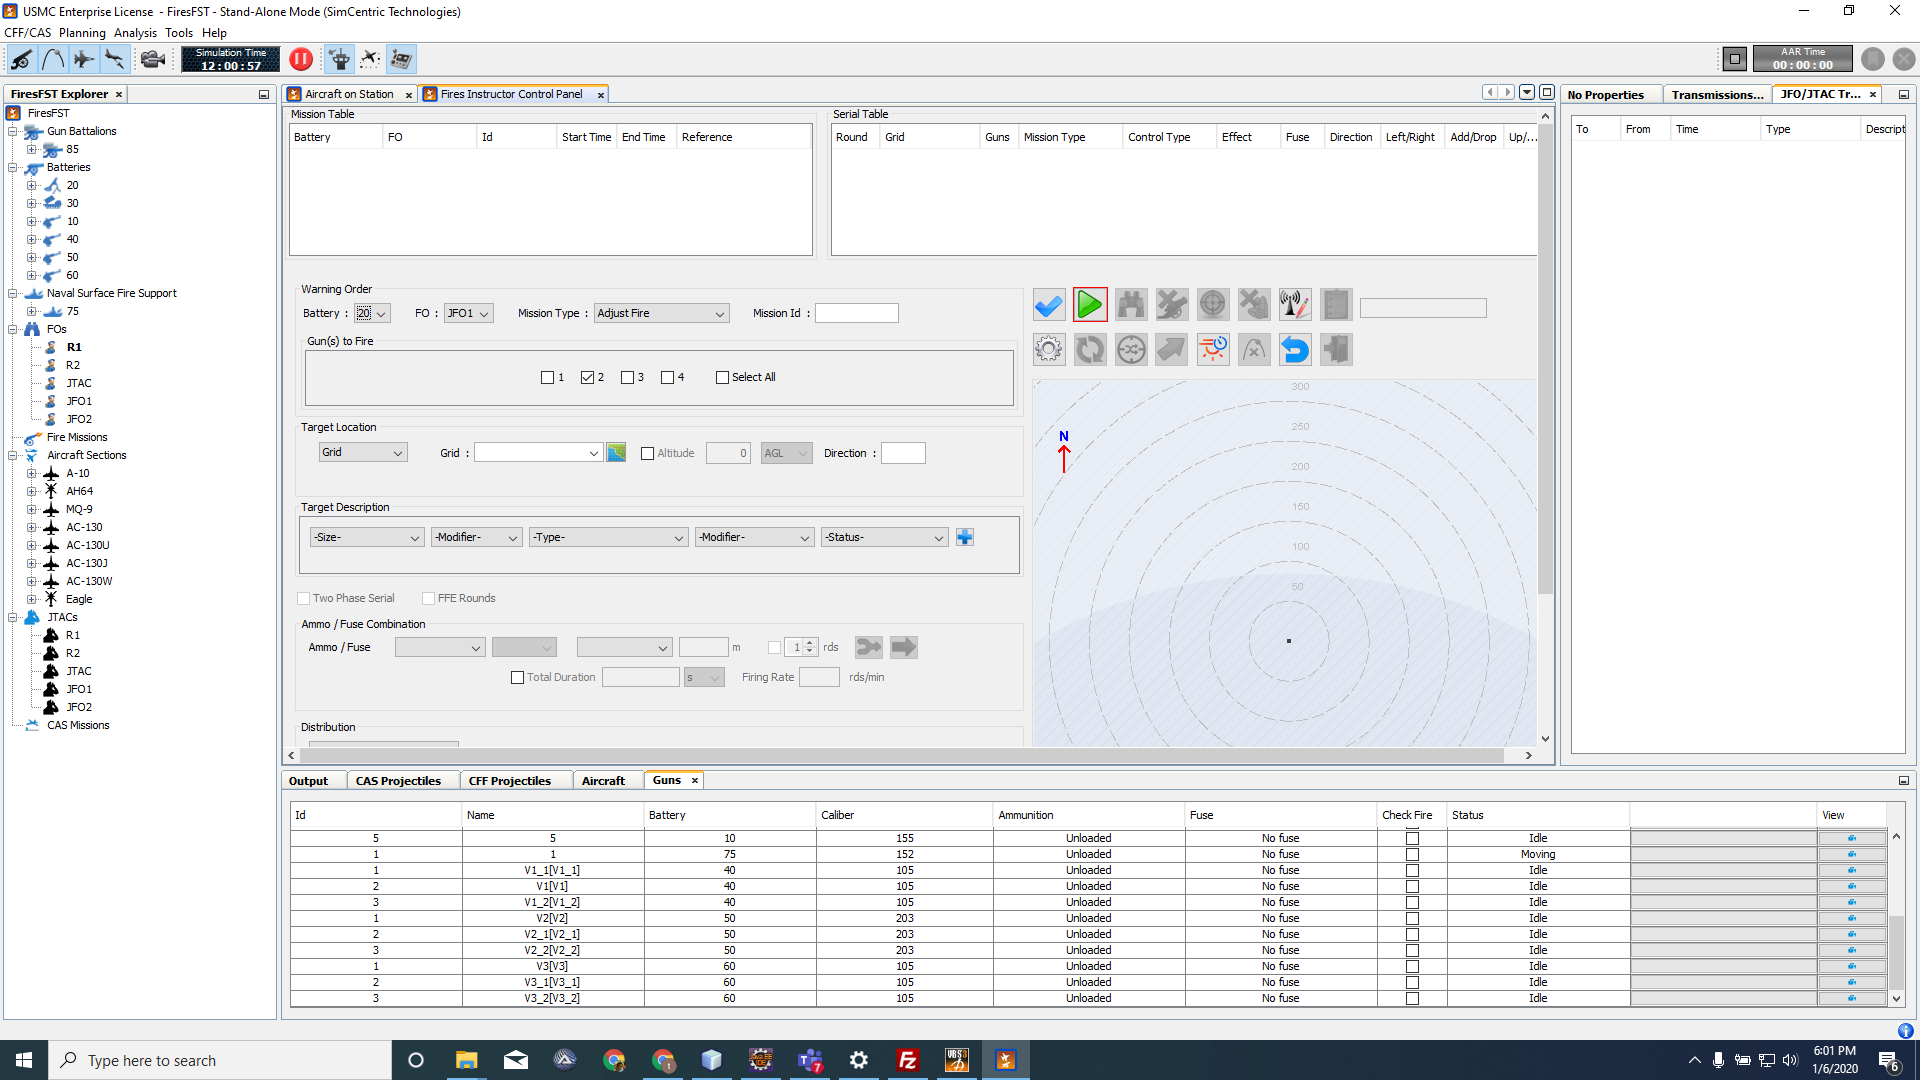 USMC Enterprise License  - FiresFST - Stand-Alone Mode (SimCentric Technologies)
CFF/CAS Planning Analysis Tools Help
Simulation Time
12:00:57
AAR Time
00:00:00
FiresFST Explorer
FiresFST
Gun Battalions
85
Batteries
20
30
10
40
50
60
Naval Surface Fire Support
75
FOs
R1
R2
JTAC
JFO1
JFO2
Fire Missions
Aircraft Sections
A-10
AH64
MQ-9
AC-130
AC-130U
AC-130J
AC-130W
Eagle
JTACs
R1
R2
JTAC
JFO1
JFO2
CAS Missions
Aircraft on Station Fires Instructor Control Panel
Mission Table
Battery FO Id Start Time End Time Reference
Serial Table
Round Grid Guns Mission Type Control Type Effect Fuse Direction Left/Right Add/Drop Up/...
Warning Order
Battery : 20 FO : JFO1 Mission Type : Adjust Fire Mission Id :
Gun(s) to Fire
1 2 3 4 Select All
Target Location
Grid Grid : Altitude 0 AGL Direction :
Target Description
-Size- -Modifier- -Type- -Modifier- -Status-
Two Phase Serial FFE Rounds
Ammo / Fuse Combination
Ammo / Fuse m 1 rds
Total Duration s Firing Rate rds/min
Distribution
300
250
200
150
100
50
N
No Properties Transmissions... JFO/JTAC Tr...
To From Time Type Descript
Output CAS Projectiles CFF Projectiles Aircraft Guns
Id Name Battery Caliber Ammunition Fuse Check Fire Status View
5 5 10 155 Unloaded No fuse Idle
1 1 75 152 Unloaded No fuse Moving
1 V1_1[V1_1] 40 105 Unloaded No fuse Idle
2 V1[V1] 40 105 Unloaded No fuse Idle
3 V1_2[V1_2] 40 105 Unloaded No fuse Idle
1 V2[V2] 50 203 Unloaded No fuse Idle
2 V2_1[V2_1] 50 203 Unloaded No fuse Idle
3 V2_2[V2_2] 50 203 Unloaded No fuse Idle
1 V3[V3] 60 105 Unloaded No fuse Idle
2 V3_1[V3_1] 60 105 Unloaded No fuse Idle
3 V3_2[V3_2] 60 105 Unloaded No fuse Idle
Type here to search
7
VBS3
6:01 PM
1/6/2020
6